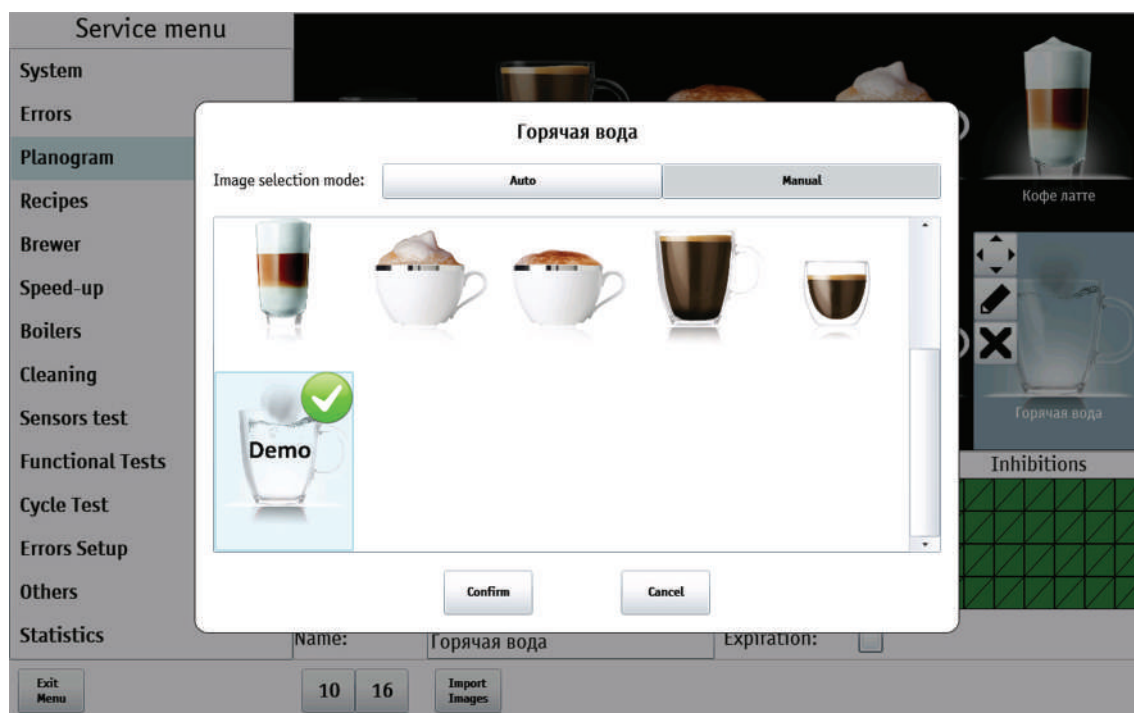 Service menu
System
Errors
Planogram
Recipes
Brewer
Speed-up
Boilers
Cleaning
Sensors test
Functional Tests
Cycle Test
Errors Setup
Others
Statistics
Exit
Menu
Горячая вода
Image selection mode:
Auto
Manual
Demo
Confirm
Cancel
Кофе латте
Горячая вода
Inhibitions
Name:
Горячая вода
Expiration:
10
16
Import
Images